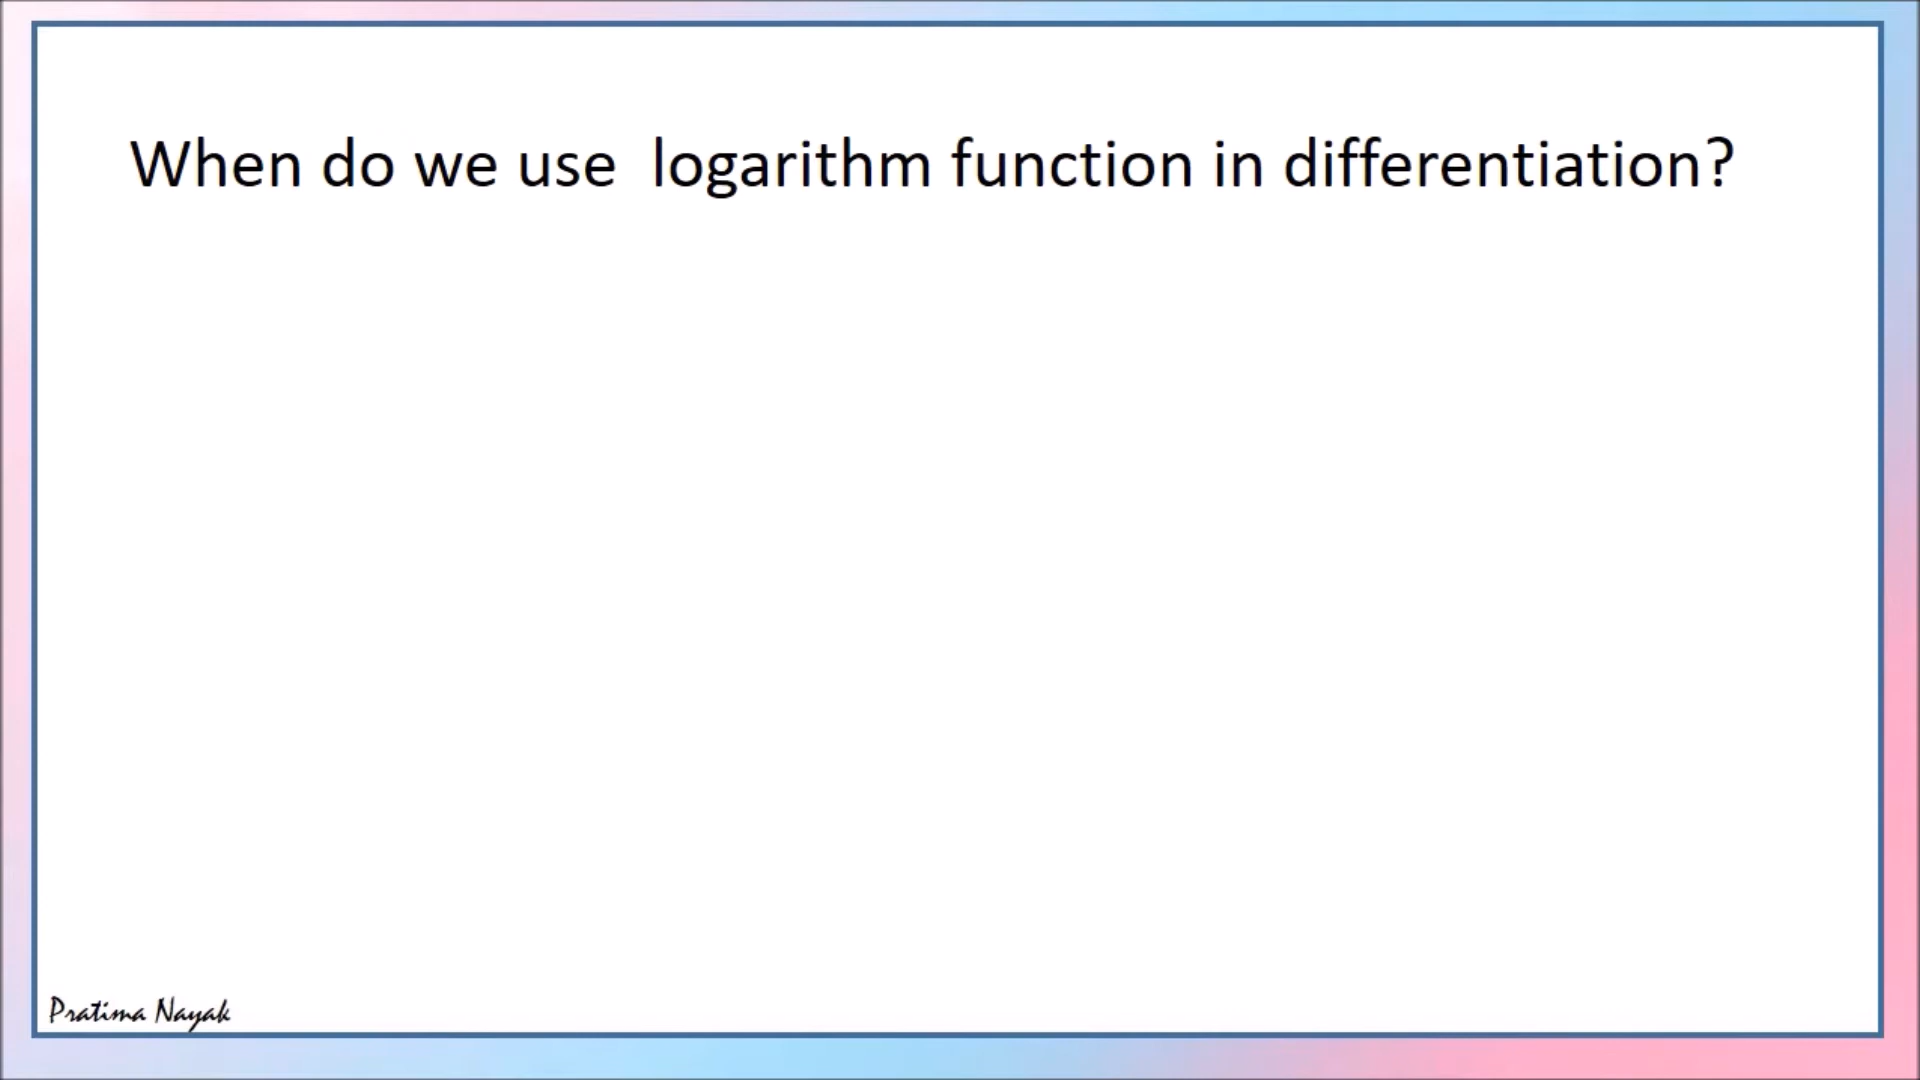 When do we use  logarithm function in differentiation?
Pratima Nayak